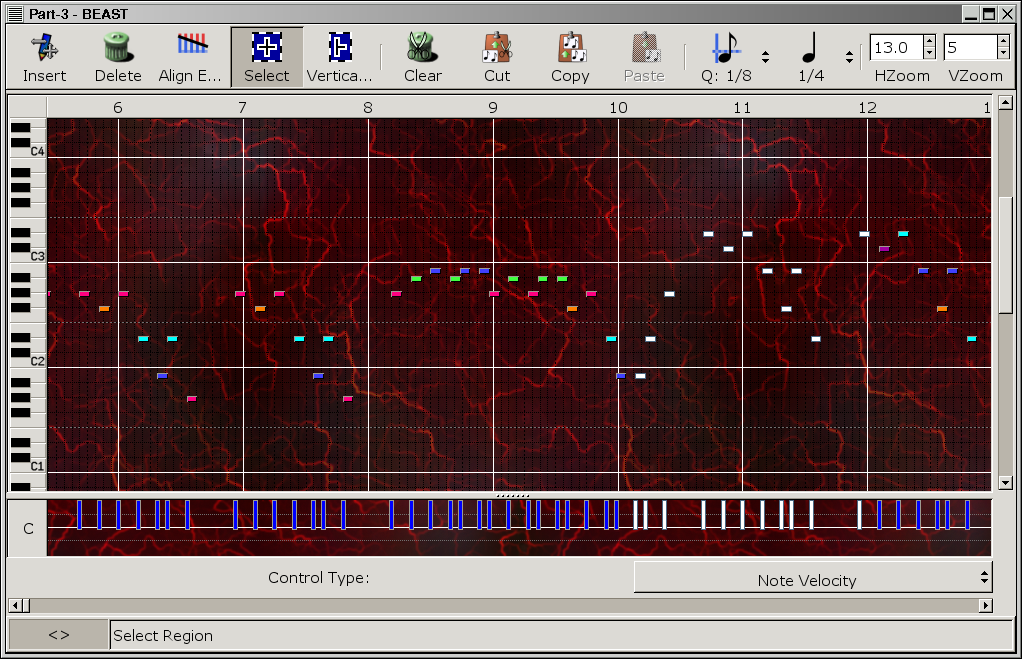 Part-3 - BEAST
Insert Delete Align E... Select Vertica... Clear Cut Copy Paste Q: 1/8 1/4 13.0 HZoom 5 VZoom
6 7 8 9 10 11 12 1
C4
C3
C2
C1
C
Control Type: Note Velocity
<> Select Region